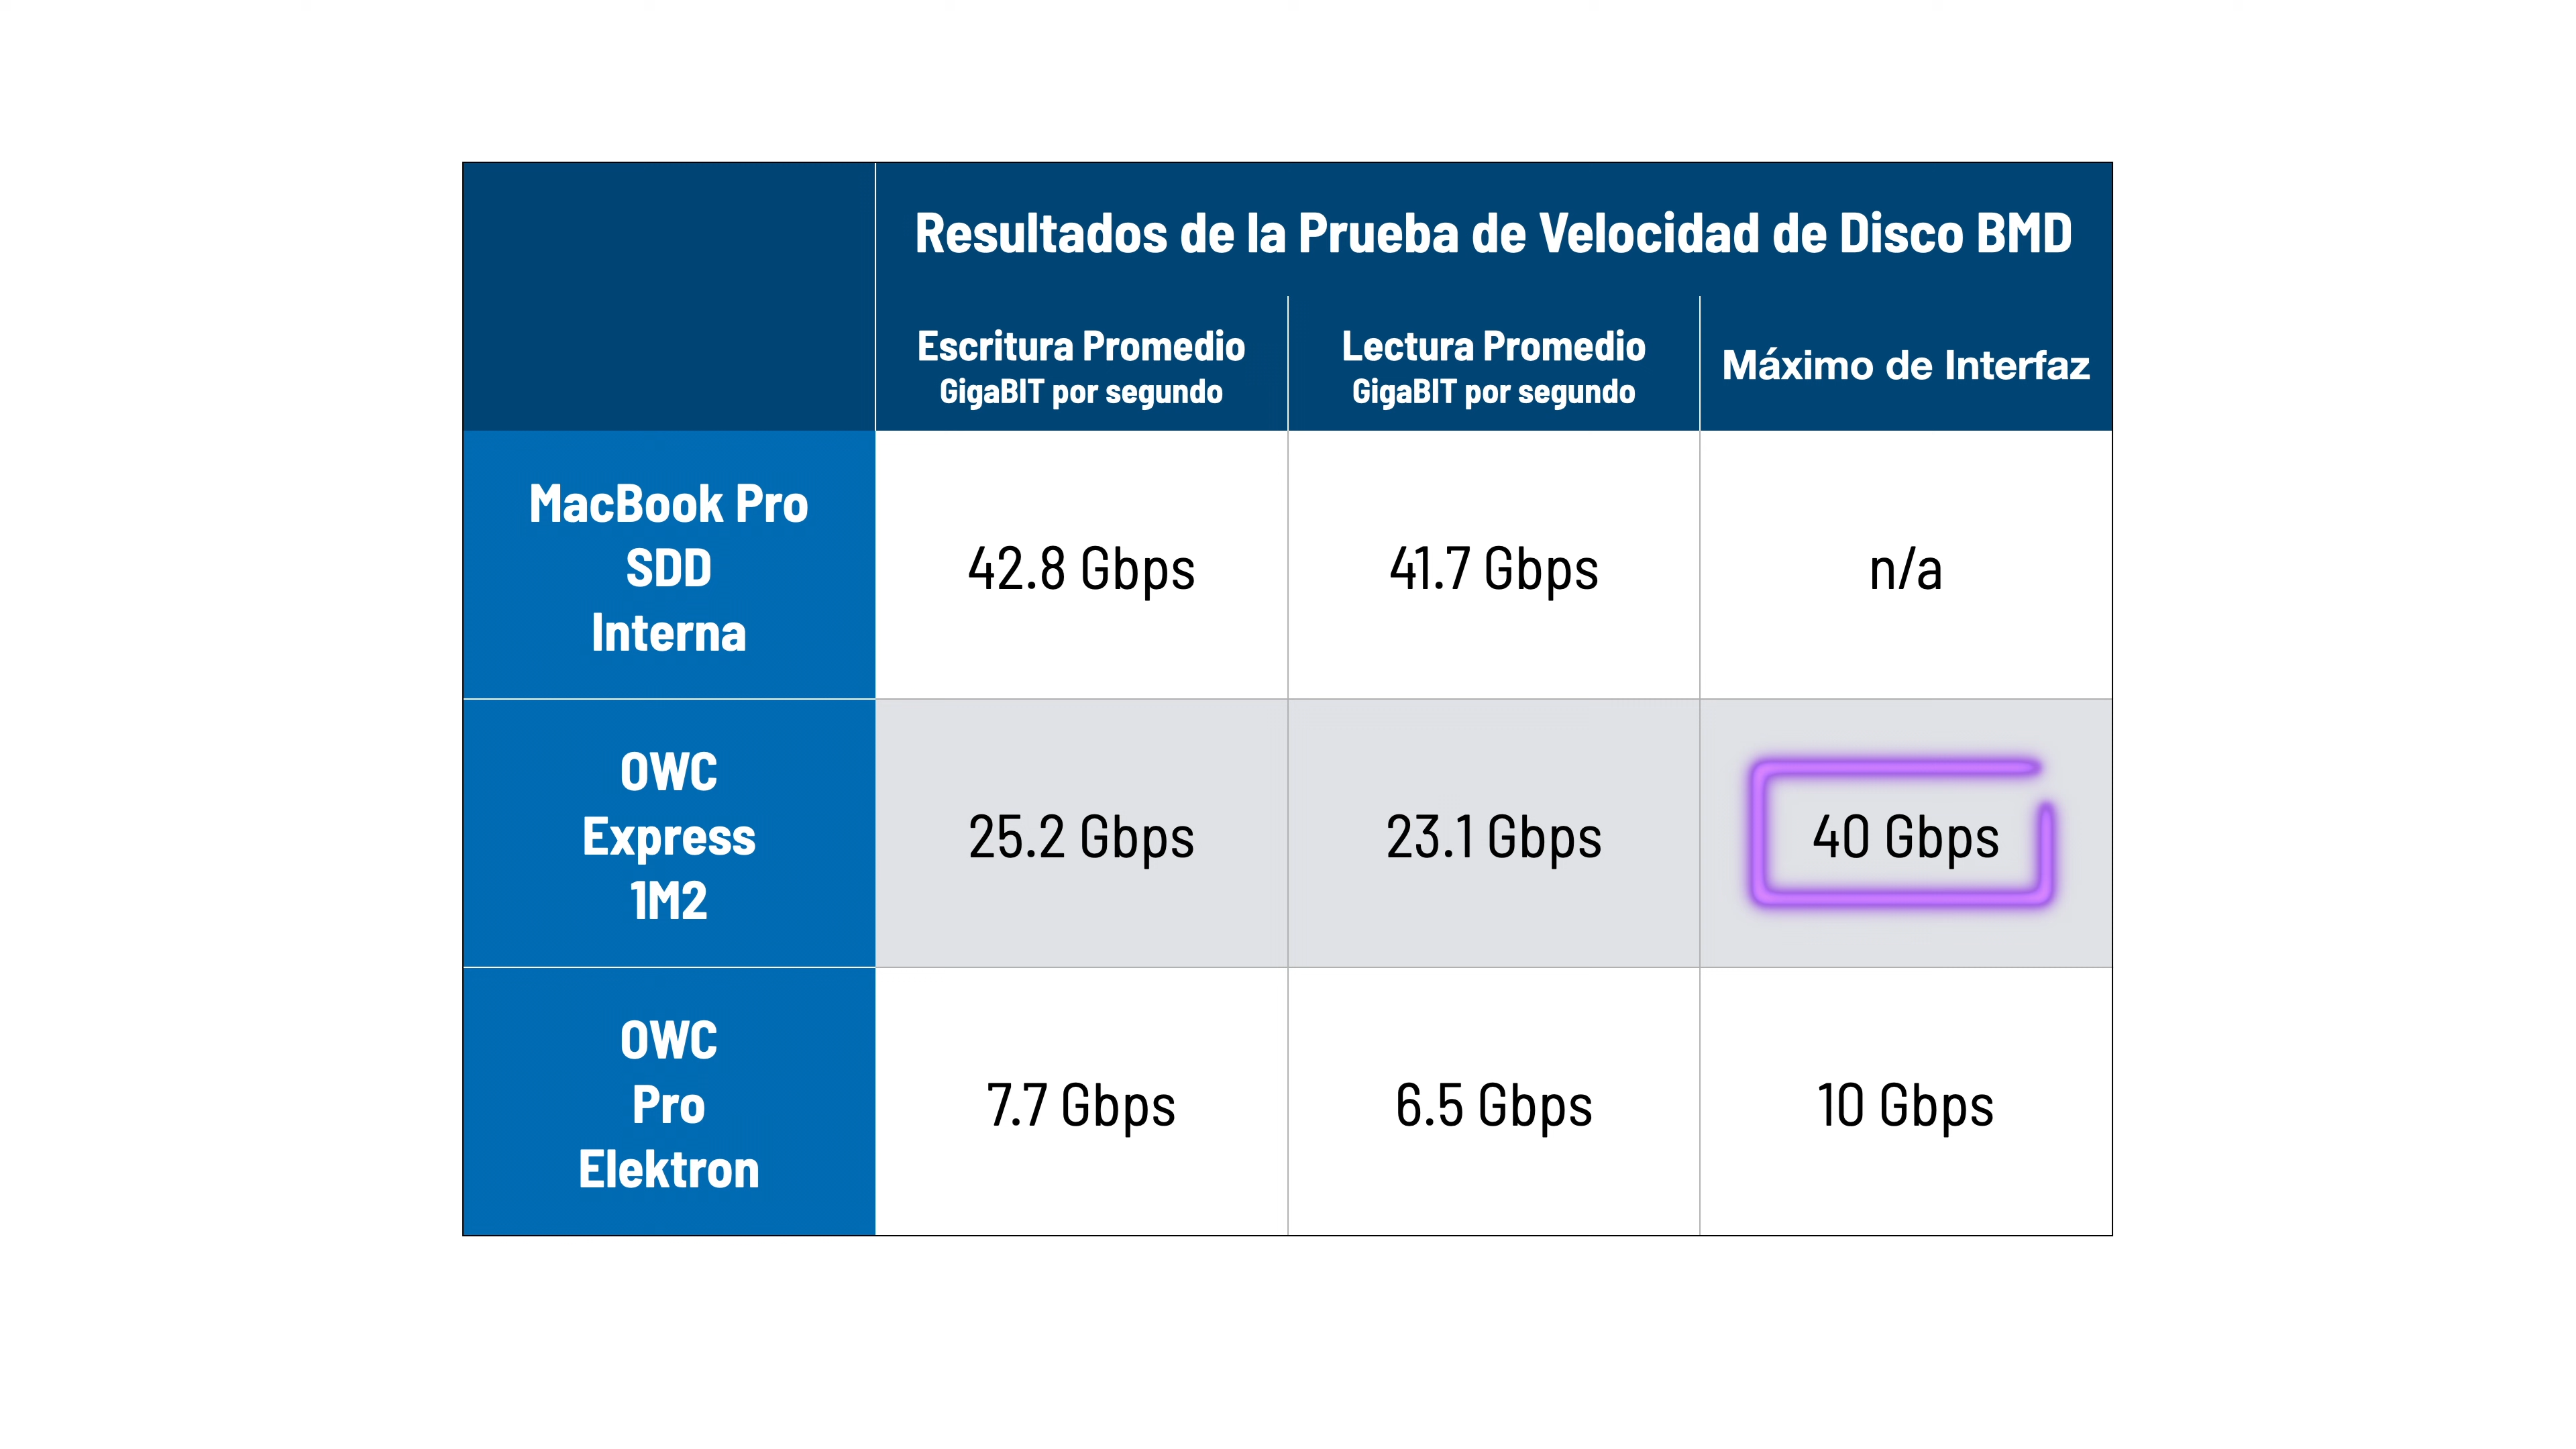 Resultados de la Prueba de Velocidad de Disco BMD
Escritura Promedio
GigaBIT por segundo
Lectura Promedio
GigaBIT por segundo
Máximo de Interfaz
MacBook Pro
SDD
Interna
42.8 Gbps
41.7 Gbps
n/a
OWC
Express
1M2
25.2 Gbps
23.1 Gbps
40 Gbps
OWC
Pro
Elektron
7.7 Gbps
6.5 Gbps
10 Gbps